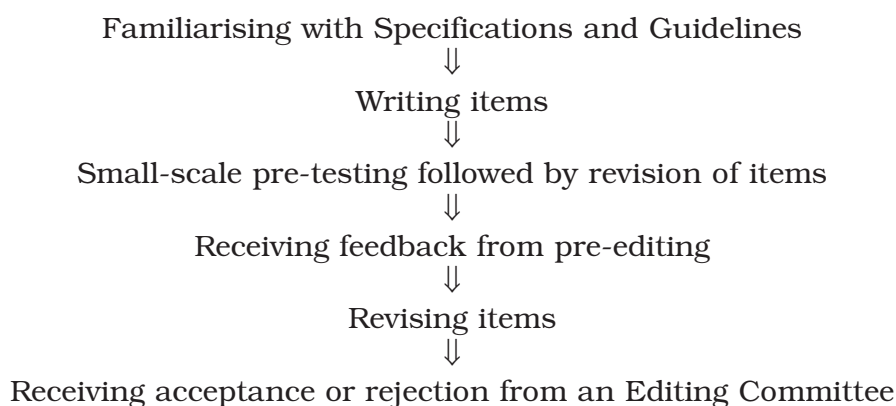 Familiarising with Specifications and Guidelines
⇓
Writing items
⇓
Small-scale pre-testing followed by revision of items
⇓
Receiving feedback from pre-editing
⇓
Revising items
⇓
Receiving acceptance or rejection from an Editing Committee